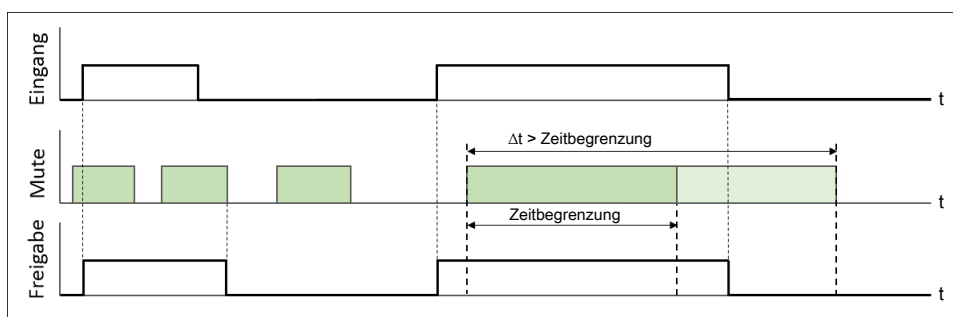 Eingang
t
Δt > Zeitbegrenzung
Mute
t
Zeitbegrenzung
Freigabe
t